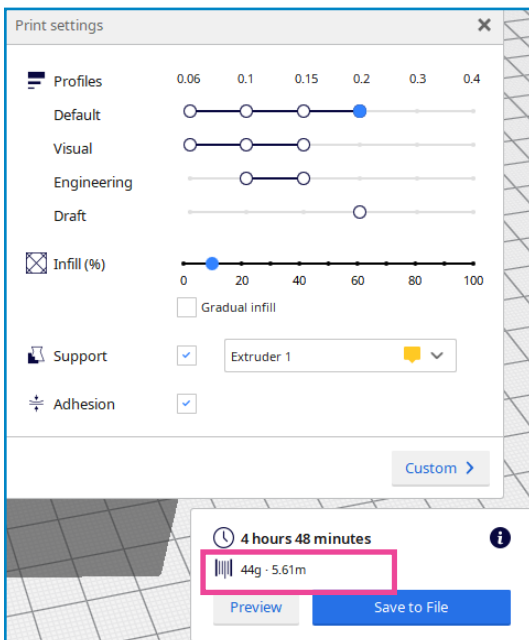 Print settings
Profiles 0.06 0.1 0.15 0.2 0.3 0.4
Default
Visual
Engineering
Draft
Infill (%)
0 20 40 60 80 100
Gradual infill
Support Extruder 1
Adhesion
Custom
4 hours 48 minutes
44g · 5.61m
Preview Save to File